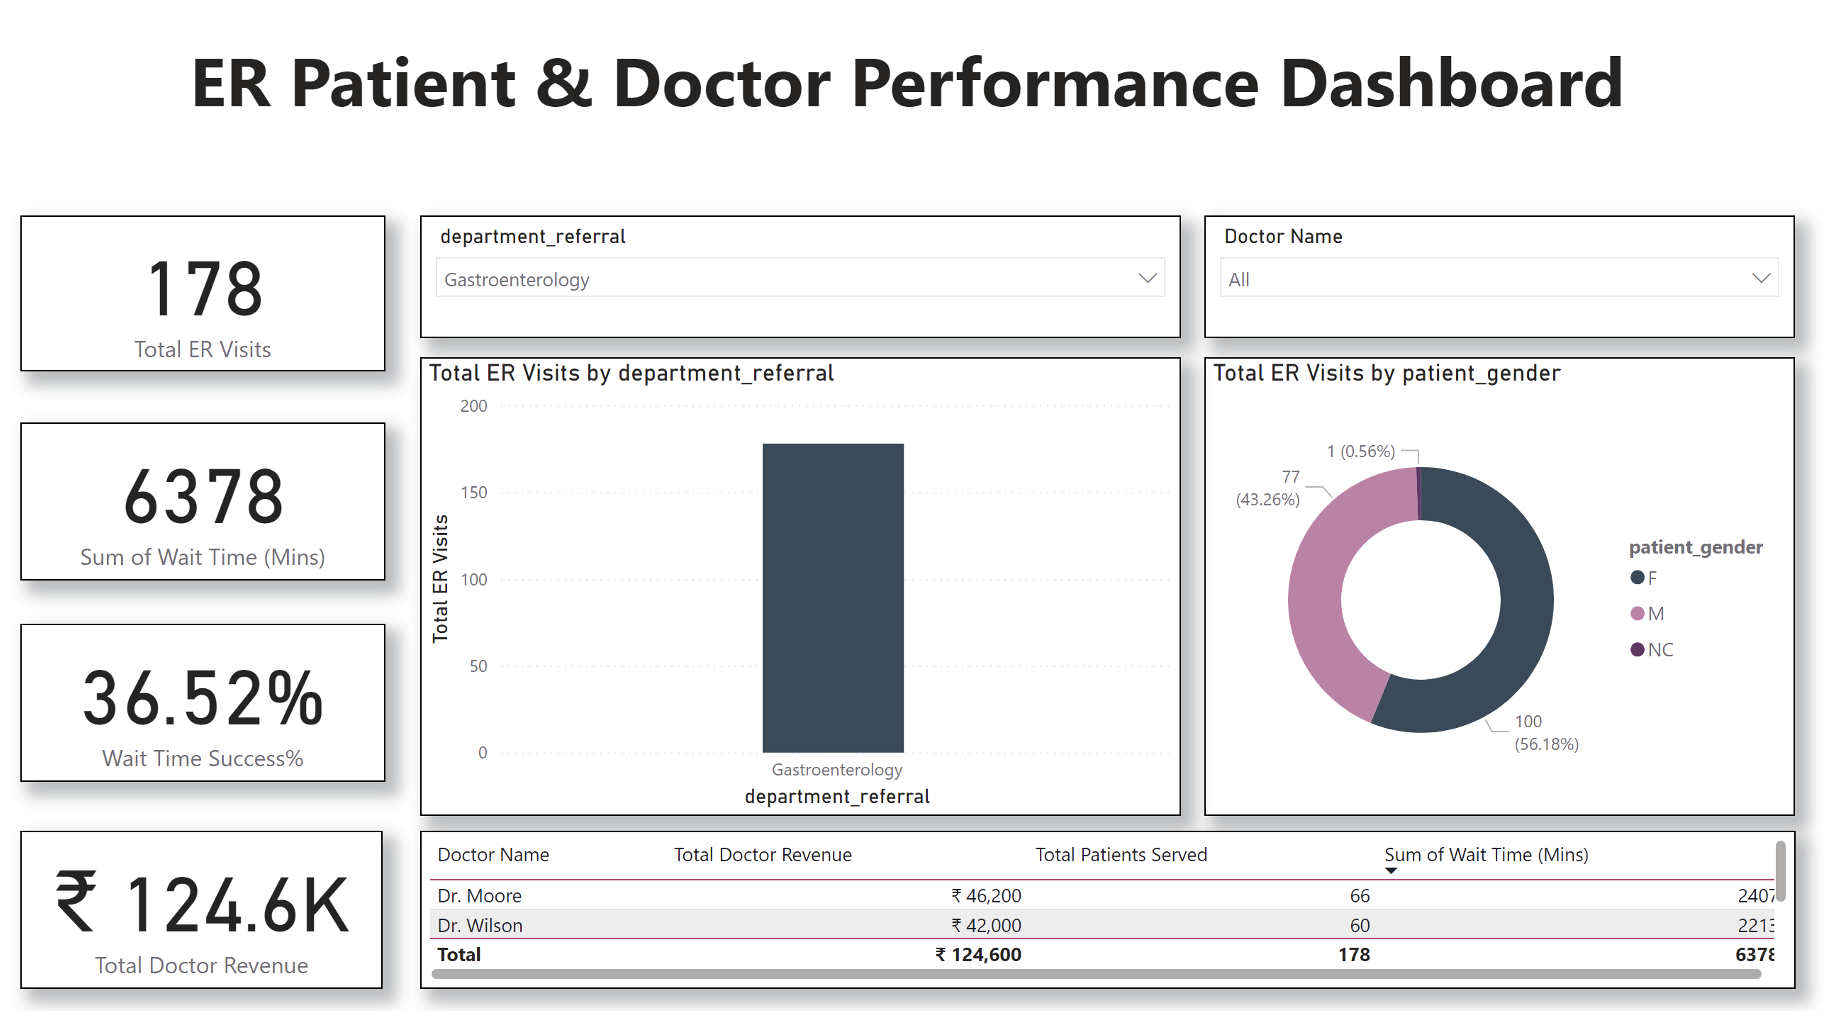 ER Patient & Doctor Performance Dashboard
178
Total ER Visits
6378
Sum of Wait Time (Mins)
36.52%
Wait Time Success%
₹ 124.6K
Total Doctor Revenue
department_referral
Gastroenterology
Doctor Name
All
Total ER Visits by department_referral
Total ER Visits
200
150
100
50
0
Gastroenterology
department_referral
Total ER Visits by patient_gender
1 (0.56%)
77
(43.26%)
100
(56.18%)
patient_gender
F
M
NC
Doctor Name Total Doctor Revenue Total Patients Served Sum of Wait Time (Mins)
Dr. Moore ₹ 46,200 66 2407
Dr. Wilson ₹ 42,000 60 2213
Total ₹ 124,600 178 6378